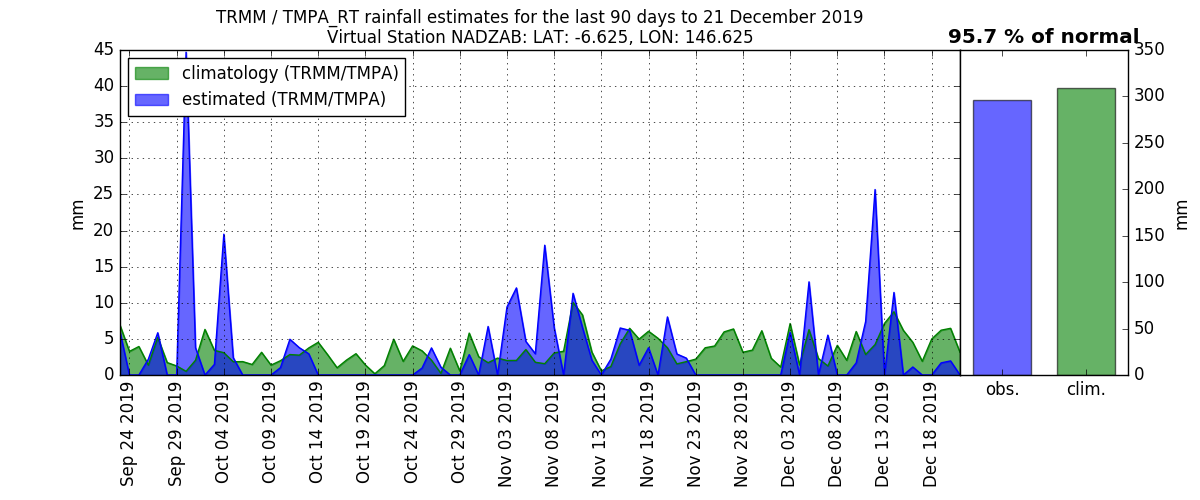 TRMM / TMPA_RT rainfall estimates for the last 90 days to 21 December 2019
Virtual Station NADZAB: LAT: -6.625, LON: 146.625
95.7 % of normal
climatology (TRMM/TMPA)
estimated (TRMM/TMPA)
45
40
35
30
25
20
15
10
5
0
mm
Sep 24 2019
Sep 29 2019
Oct 04 2019
Oct 09 2019
Oct 14 2019
Oct 19 2019
Oct 24 2019
Oct 29 2019
Nov 03 2019
Nov 08 2019
Nov 13 2019
Nov 18 2019
Nov 23 2019
Nov 28 2019
Dec 03 2019
Dec 08 2019
Dec 13 2019
Dec 18 2019
obs.
clim.
350
300
250
200
150
100
50
0
mm